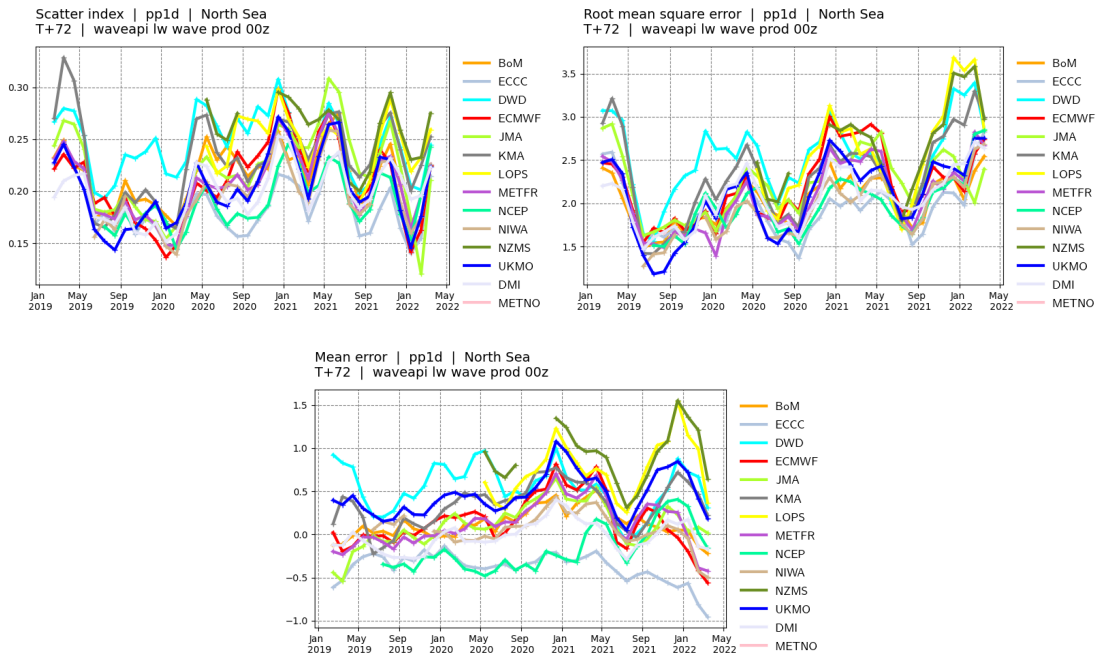 Scatter index | pp1d | North Sea
T+72 | waveapi lw wave prod 00z
0.30
0.25
0.20
0.15
Jan 2019
May 2019
Sep 2019
Jan 2020
May 2020
Sep 2020
Jan 2021
May 2021
Sep 2021
Jan 2022
May 2022
BoM
ECCC
DWD
ECMWF
JMA
KMA
LOPS
METFR
NCEP
NIWA
NZMS
UKMO
DMI
METNO
Root mean square error | pp1d | North Sea
T+72 | waveapi lw wave prod 00z
3.5
3.0
2.5
2.0
1.5
Jan 2019
May 2019
Sep 2019
Jan 2020
May 2020
Sep 2020
Jan 2021
May 2021
Sep 2021
Jan 2022
May 2022
BoM
ECCC
DWD
ECMWF
JMA
KMA
LOPS
METFR
NCEP
NIWA
NZMS
UKMO
DMI
METNO
Mean error | pp1d | North Sea
T+72 | waveapi lw wave prod 00z
1.5
1.0
0.5
0.0
−0.5
−1.0
Jan 2019
May 2019
Sep 2019
Jan 2020
May 2020
Sep 2020
Jan 2021
May 2021
Sep 2021
Jan 2022
May 2022
BoM
ECCC
DWD
ECMWF
JMA
KMA
LOPS
METFR
NCEP
NIWA
NZMS
UKMO
DMI
METNO